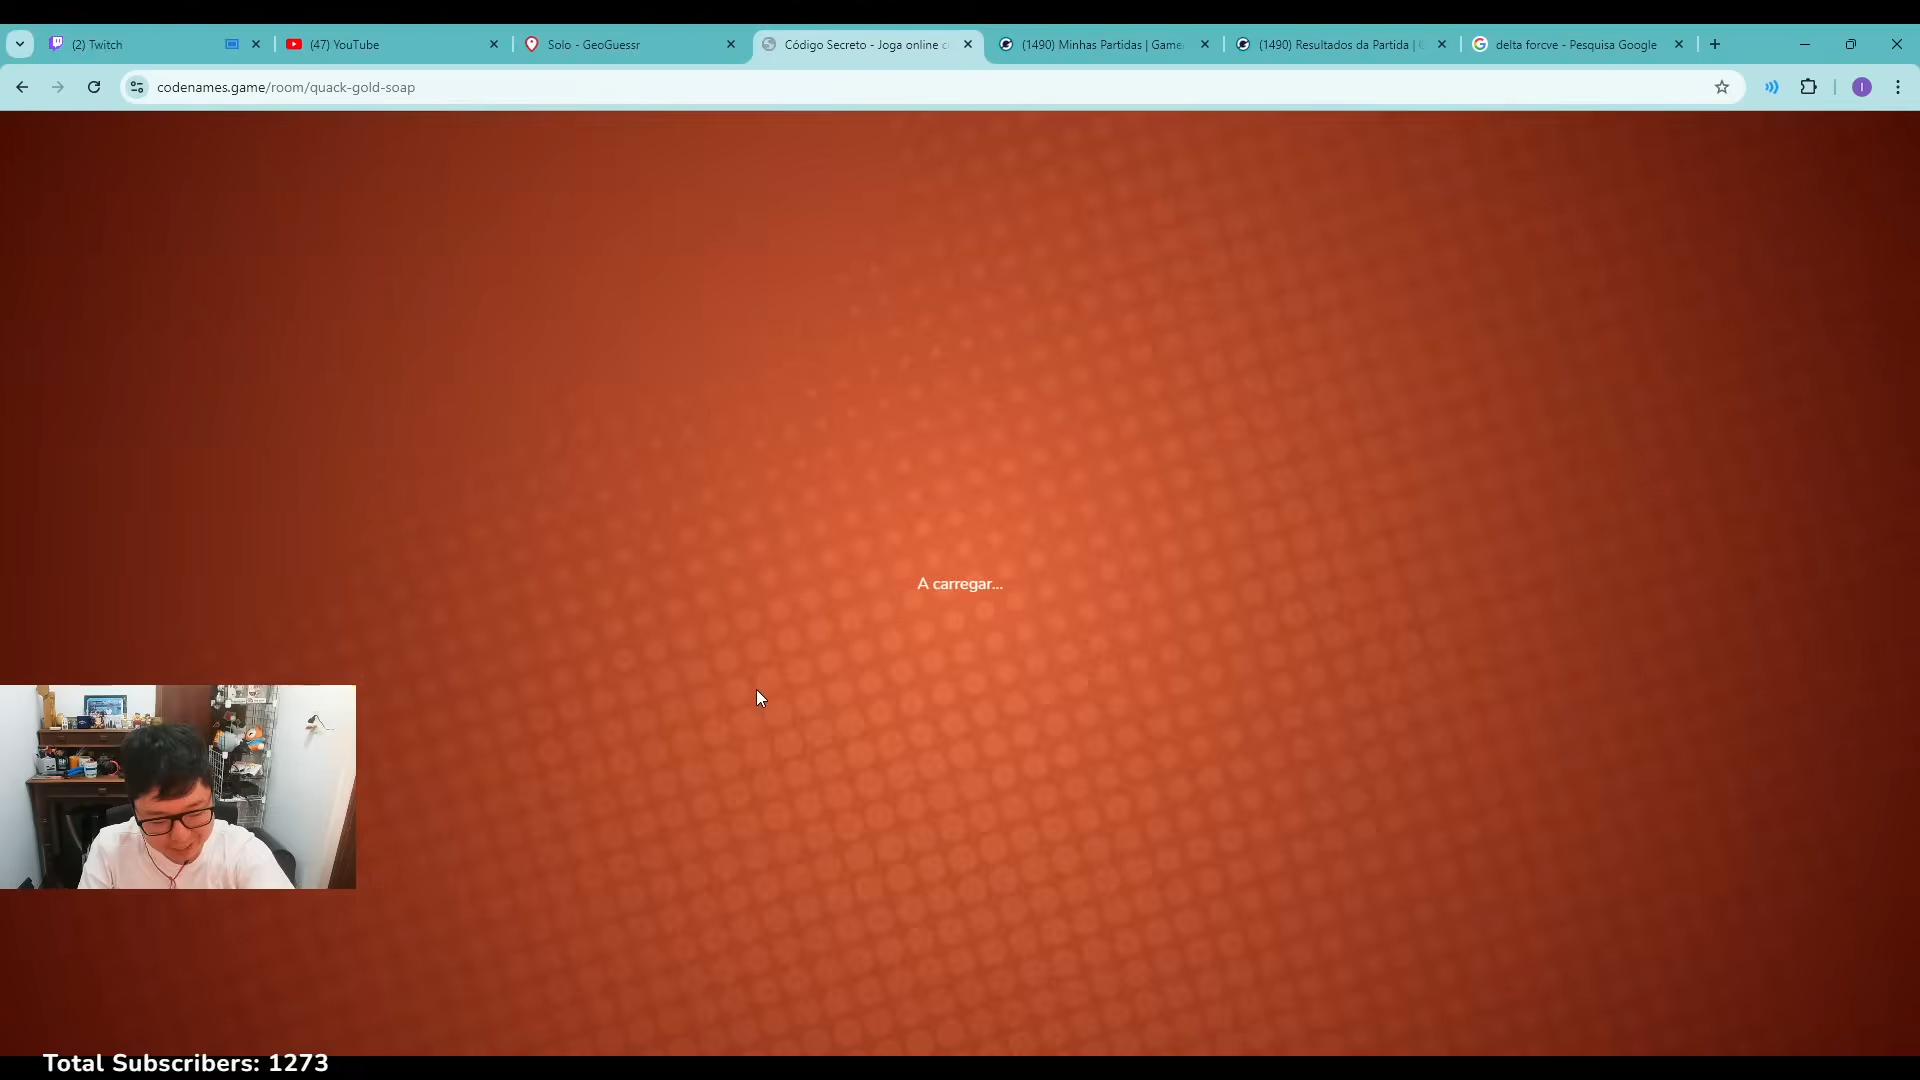 (2) Twitch
(47) YouTube
Solo - GeoGuessr
Código Secreto - Joga online c
(1490) Minhas Partidas | Game
(1490) Resultados da Partida |
delta forcve - Pesquisa Google
codenames.game/room/quack-gold-soap
I
A carregar...
Total Subscribers: 1273